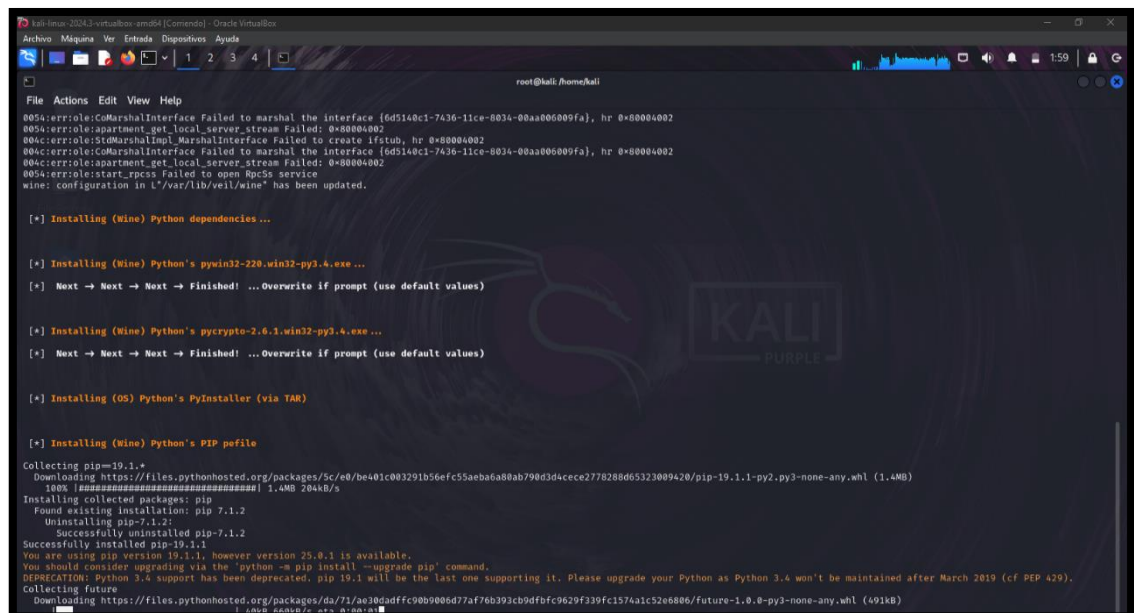 kali-linux-2024.3-virtualbox-amd64 [Corriendo] - Oracle VirtualBox
Archivo Máquina Ver Entrada Dispositivos Ayuda
1 2 3 4
1:59
root@kali: /home/kali
File Actions Edit View Help
0054:err:ole:CoMarshalInterface Failed to marshal the interface {6d5140c1-7436-11ce-8034-00aa006009fa}, hr 0×80004002
0054:err:ole:apartment_get_local_server_stream Failed: 0×80004002
004c:err:ole:StdMarshalImpl_MarshalInterface Failed to create ifstub, hr 0×80004002
004c:err:ole:CoMarshalInterface Failed to marshal the interface {6d5140c1-7436-11ce-8034-00aa006009fa}, hr 0×80004002
004c:err:ole:apartment_get_local_server_stream Failed: 0×80004002
0054:err:ole:start_rpcss Failed to open RpcSs service
wine: configuration in L"/var/lib/veil/wine" has been updated.
[*] Installing (Wine) Python dependencies ...
[*] Installing (Wine) Python's pywin32-220.win32-py3.4.exe ...
[*] Next → Next → Next → Finished! ... Overwrite if prompt (use default values)
[*] Installing (Wine) Python's pycrypto-2.6.1.win32-py3.4.exe ...
[*] Next → Next → Next → Finished! ... Overwrite if prompt (use default values)
KALI
PURPLE
[*] Installing (OS) Python's PyInstaller (via TAR)
[*] Installing (Wine) Python's PIP pefile
Collecting pip==19.1.*
Downloading https://files.pythonhosted.org/packages/5c/e0/be401c003291b56efc55aeba6a80ab790d3d4cece2778288d65323009420/pip-19.1.1-py2.py3-none-any.whl (1.4MB)
100% |################################| 1.4MB 204kB/s
Installing collected packages: pip
Found existing installation: pip 7.1.2
Uninstalling pip-7.1.2:
Successfully uninstalled pip-7.1.2
Successfully installed pip-19.1.1
You are using pip version 19.1.1, however version 25.0.1 is available.
You should consider upgrading via the 'python -m pip install --upgrade pip' command.
DEPRECATION: Python 3.4 support has been deprecated. pip 19.1 will be the last one supporting it. Please upgrade your Python as Python 3.4 won't be maintained after March 2019 (cf PEP 429).
Collecting future
Downloading https://files.pythonhosted.org/packages/da/71/ae30dadffc90b9006d77af76b393cb9dfbfc9629f339fc1574a1c52e6806/future-1.0.0-py3-none-any.whl (491kB)
| 40kB 660kB/s eta 0:00:01